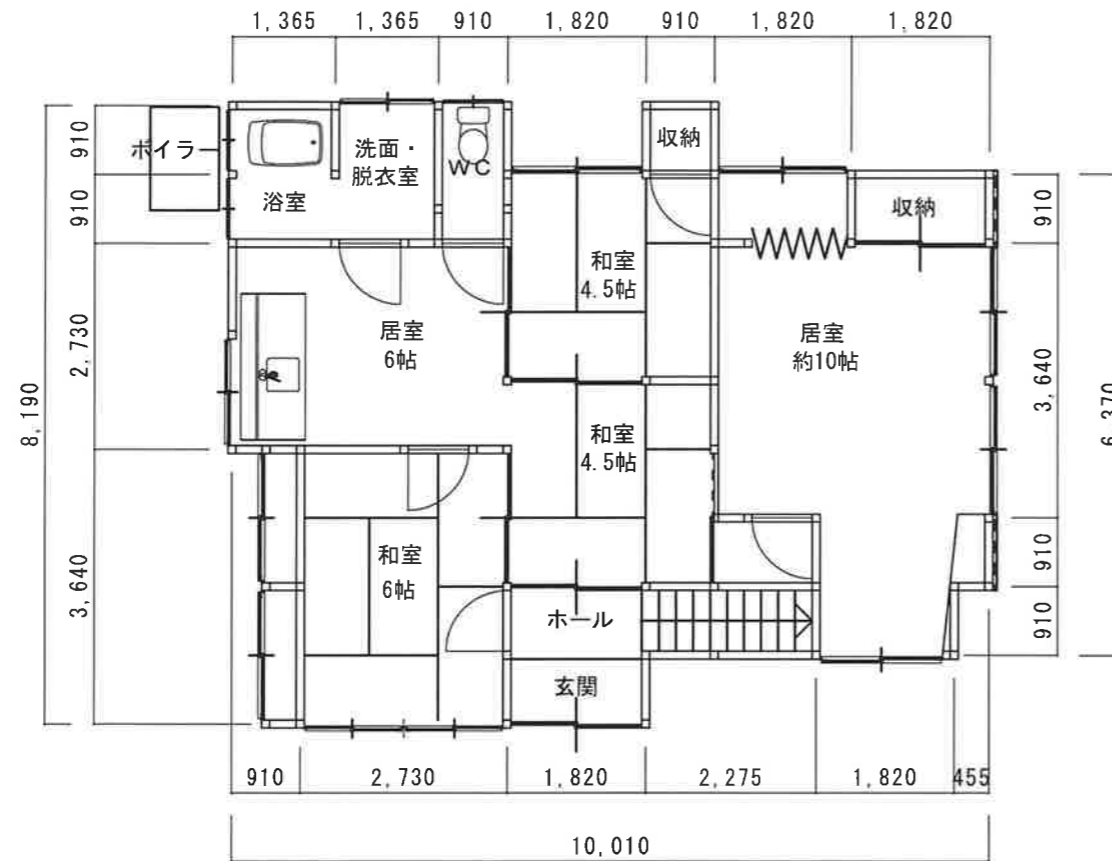 1,365 1,365 910 1,820 910 1,820 1,820
ボイラー
浴室
洗面・
脱衣室
WC
収納
収納
和室
4.5帖
居室
6帖
居室
約10帖
和室
4.5帖
和室
6帖
ホール
玄関
8,190
910
910
2,730
3,640
910
3,640
910
910
6,370
910 2,730 1,820 2,275 1,820 455
10,010